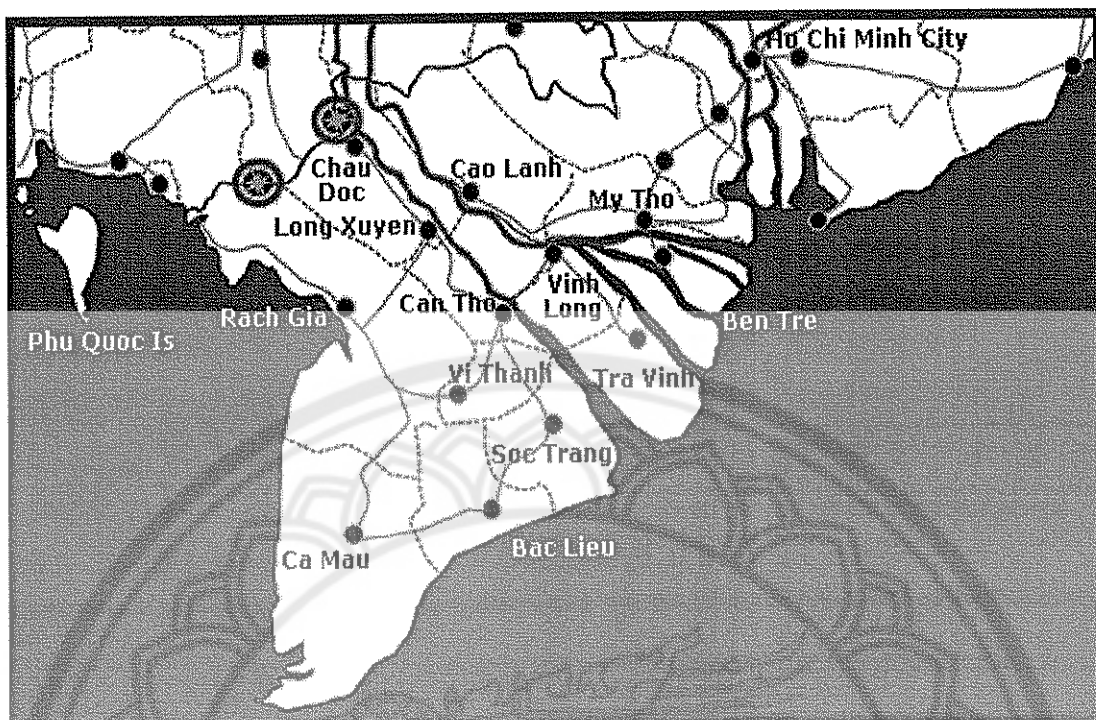 Ho Chi Minh City
Chau
Doc
Cao Lanh
My Tho
Long-Xuyen
Vinh
Long
Can Tho
Rach Gia
Ben Tre
Phu Quoc Is
Vi Thanh
Tra Vinh
Soc Trang
Bac Lieu
Ca Mau